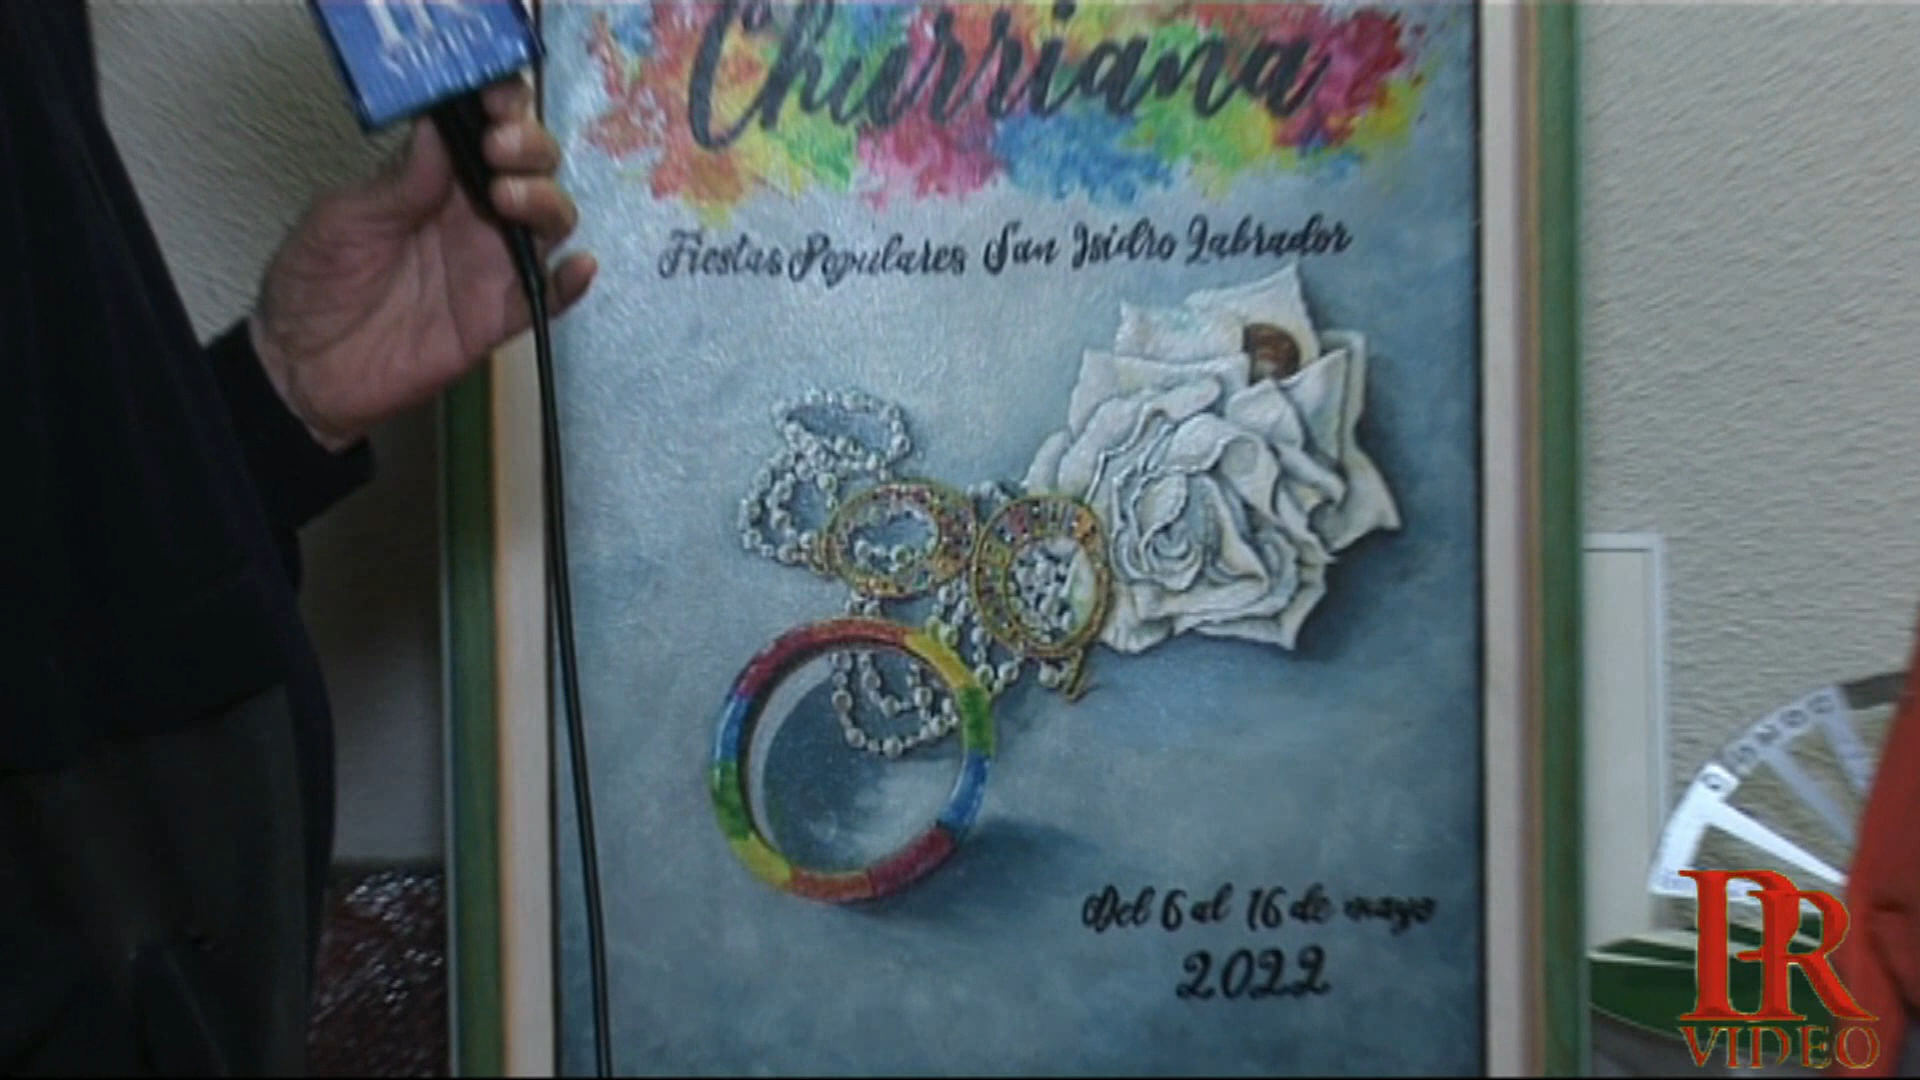 Churriana
Fiestas Populares San Isidro Labrador
Del 6 al 16 de mayo
2022
PR
VIDEO